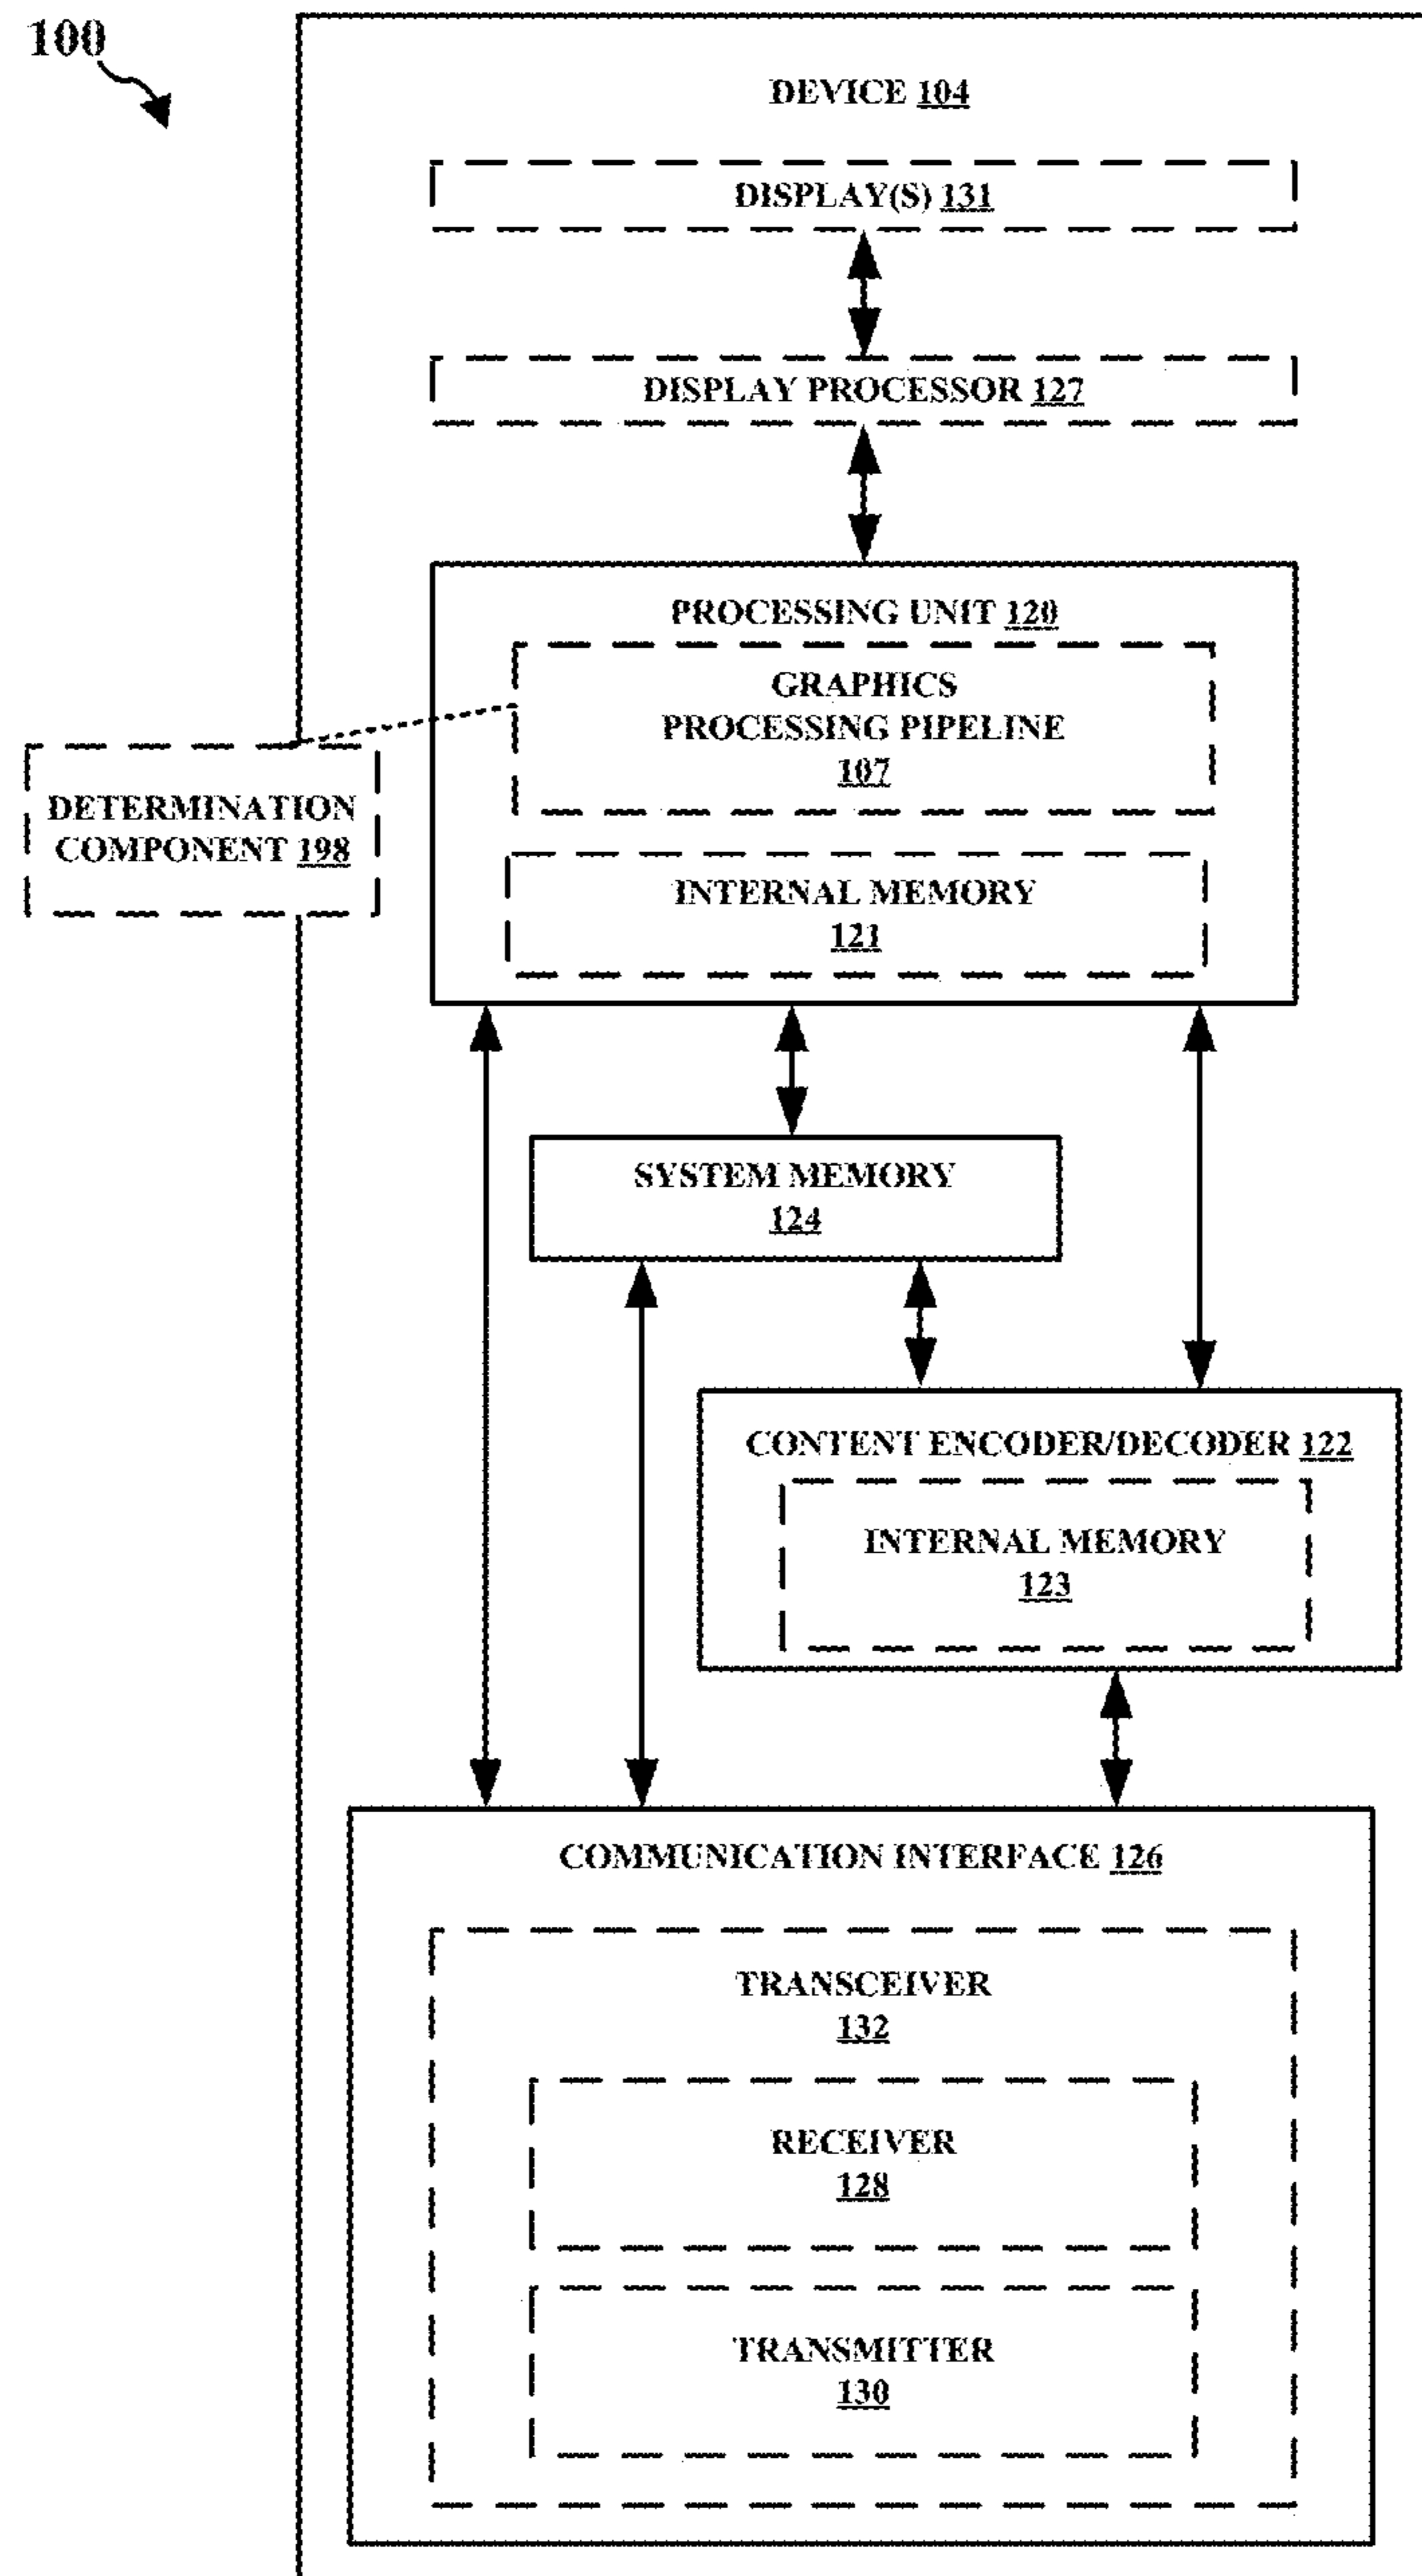 100
DEVICE 104
DISPLAY(S) 131
DISPLAY PROCESSOR 127
PROCESSING UNIT 120
GRAPHICS
PROCESSING PIPELINE
107
DETERMINATION
COMPONENT 198
INTERNAL MEMORY
121
SYSTEM MEMORY
124
CONTENT ENCODER/DECODER 122
INTERNAL MEMORY
123
COMMUNICATION INTERFACE 126
TRANSCEIVER
132
RECEIVER
128
TRANSMITTER
130